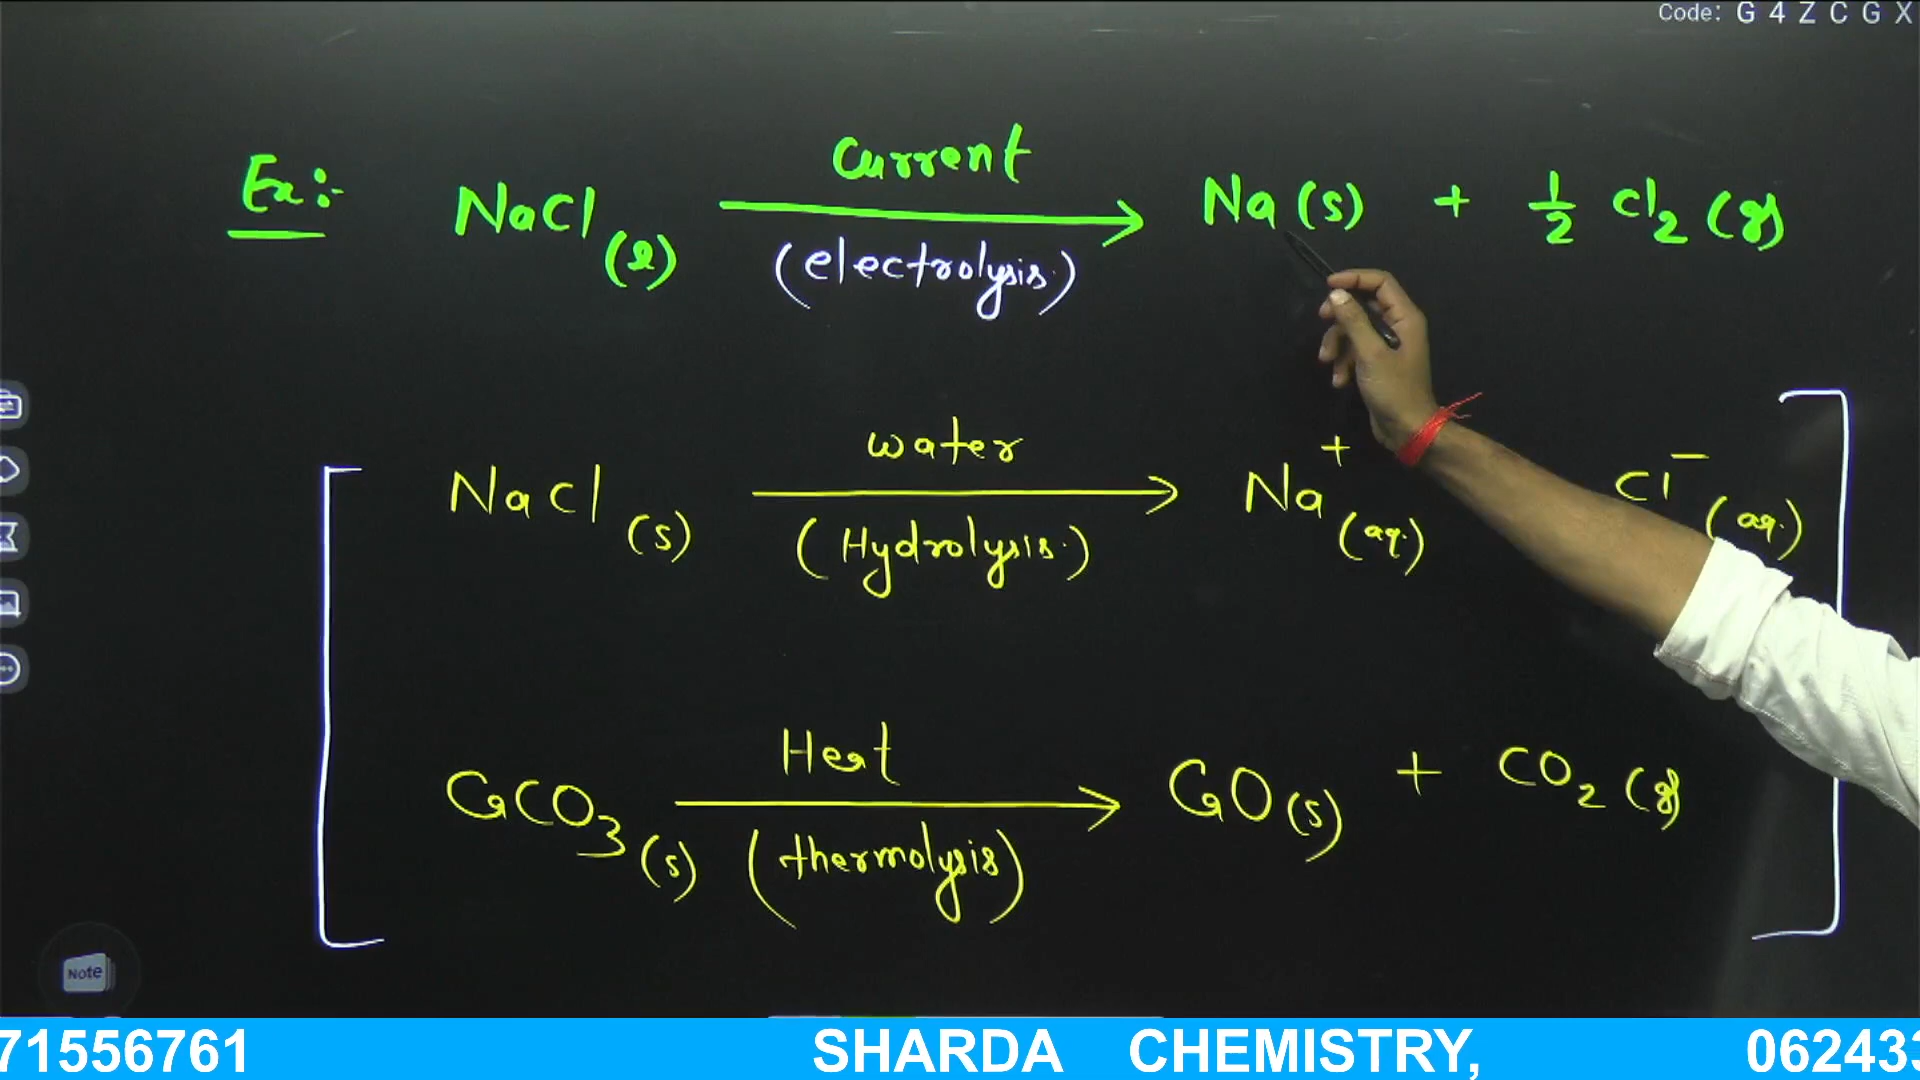 Code: G 4 Z C G X
Current
Ex:- NaCl (l) → Na (s) + 1/2 Cl2 (g)
(electrolysis)
water
NaCl (s) → Na+ (aq.) Cl- (aq.)
(Hydrolysis)
Heat
CaCO3 (s) → CaO (s) + CO2 (g)
(thermolysis)
Note
71556761 SHARDA CHEMISTRY, 062433